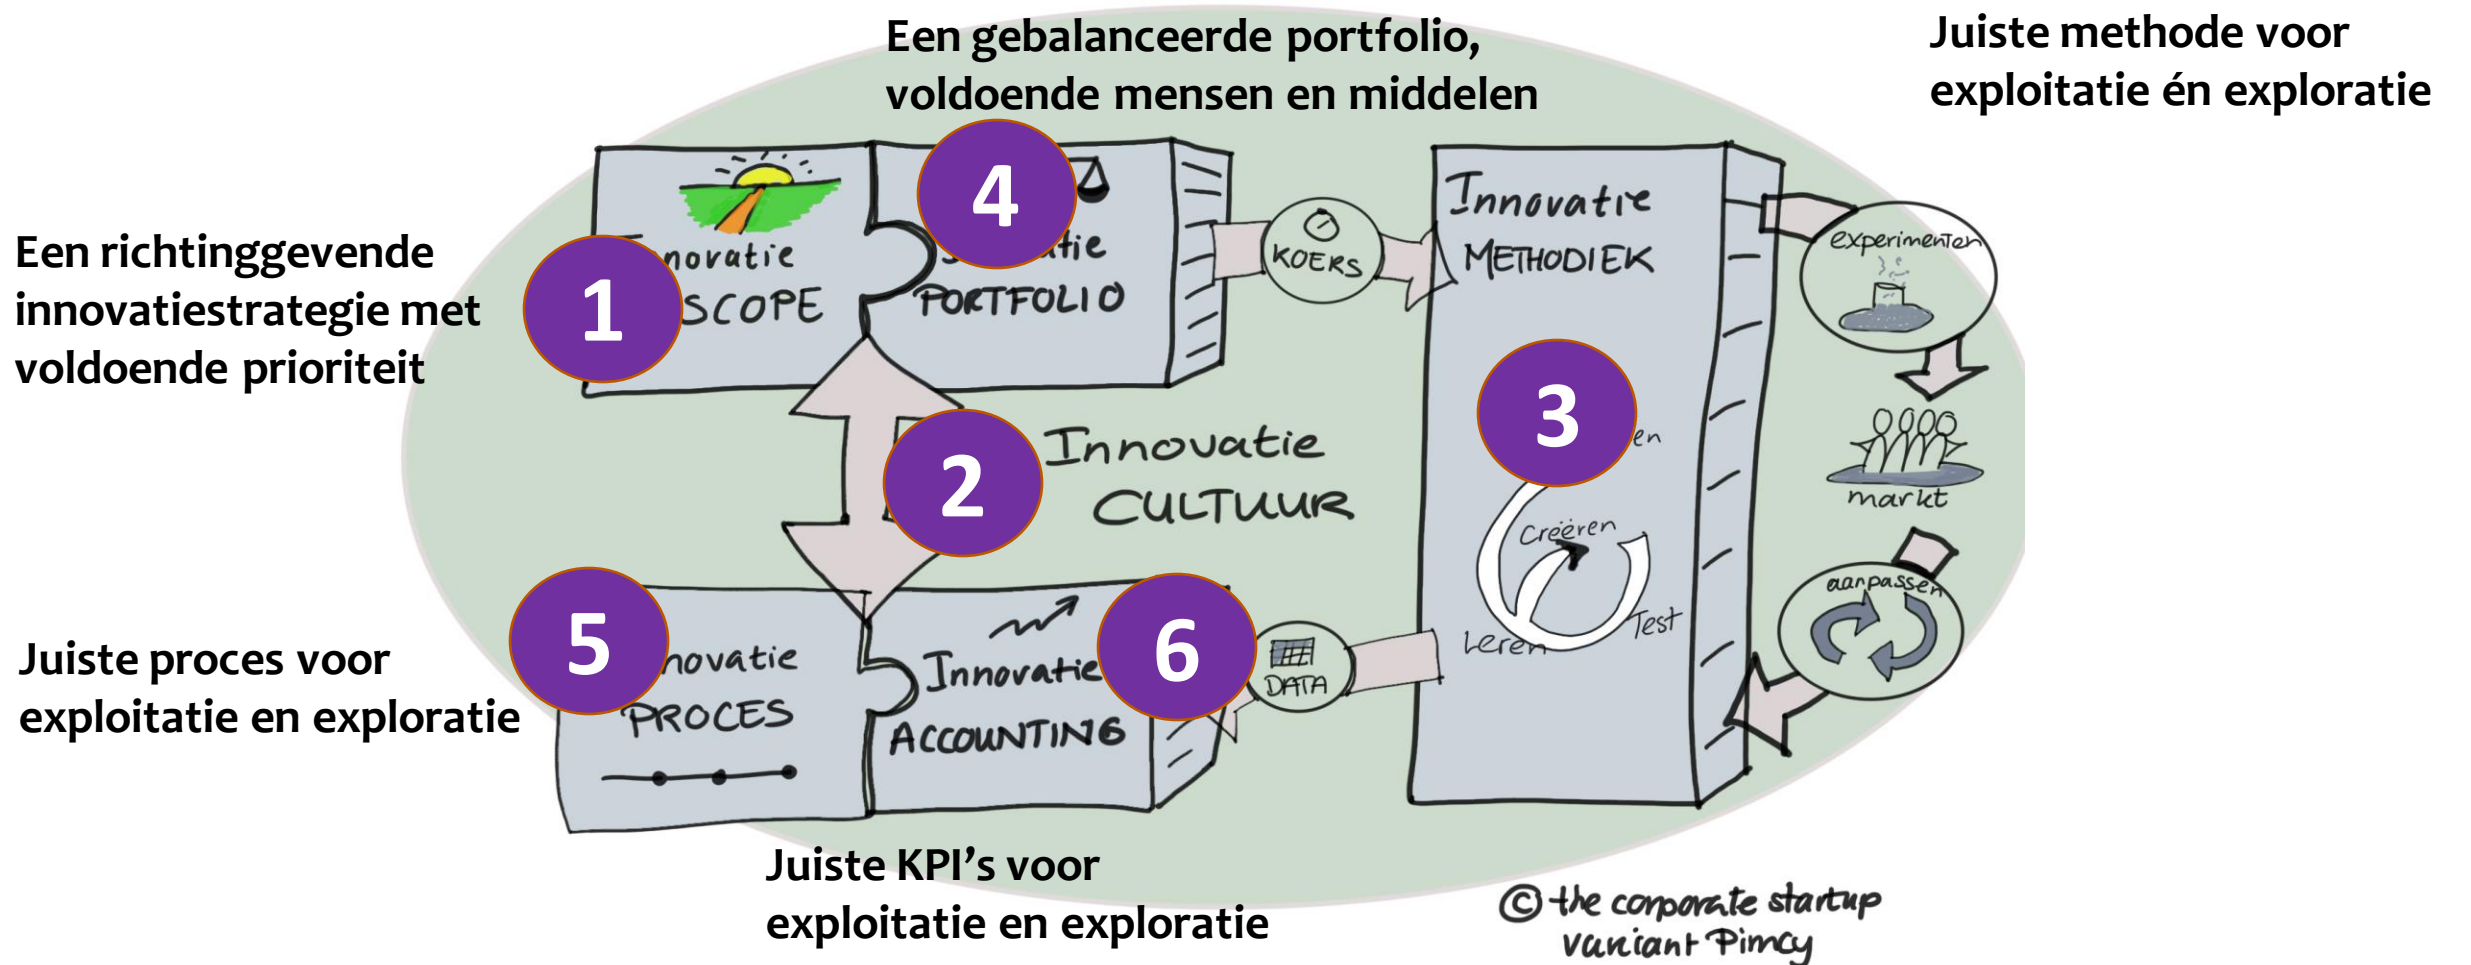 Een gebalanceerde portfolio,
voldoende mensen en middelen
Juiste methode voor
exploitatie én exploratie
Een richtinggevende
innovatiestrategie met
voldoende prioriteit
1
novatie
SCOPE
4
tie
PORTFOLIO
KOERS
Innovatie
METHODIEK
experimenten
markt
aanpassen
2
Innovatie
CULTUUR
3
en
Creëren
Test
Leren
Juiste proces voor
exploitatie en exploratie
5
novatie
PROCES
Innovatie
ACCOUNTING
6
DATA
Juiste KPI’s voor
exploitatie en exploratie
© the corporate startup
variant Pimcy